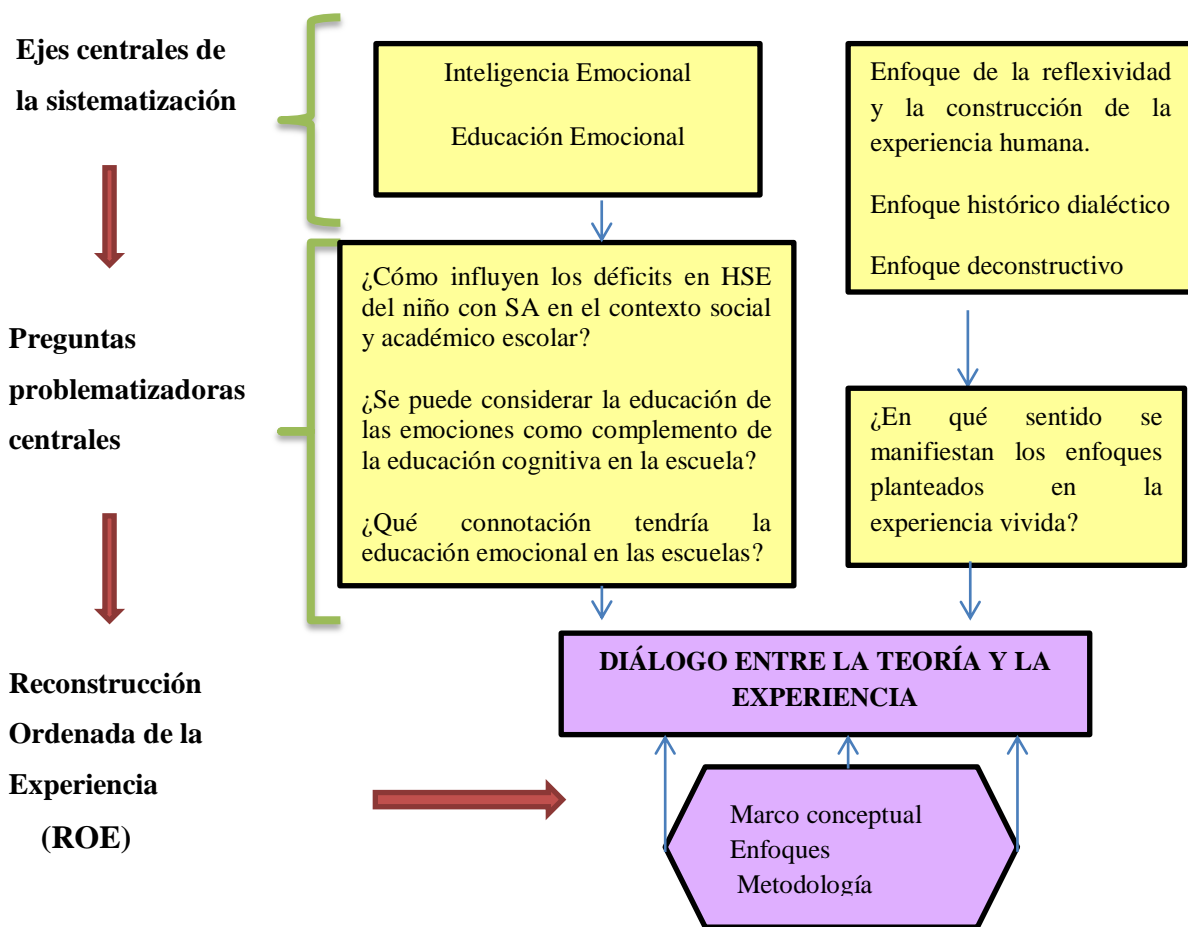 Ejes centrales de
la sistematización
Inteligencia Emocional
Educación Emocional
Enfoque de la reflexividad
y la construcción de la
experiencia humana.
Enfoque histórico dialéctico
Enfoque deconstructivo
Preguntas
problematizadoras
centrales
¿Cómo influyen los déficits en HSE
del niño con SA en el contexto social
y académico escolar?
¿Se puede considerar la educación de
las emociones como complemento de
la educación cognitiva en la escuela?
¿Qué connotación tendría la
educación emocional en las escuelas?
¿En qué sentido se
manifiestan los enfoques
planteados en la
experiencia vivida?
Reconstrucción
Ordenada de la
Experiencia
(ROE)
DIÁLOGO ENTRE LA TEORÍA Y LA
EXPERIENCIA
Marco conceptual
Enfoques
Metodología